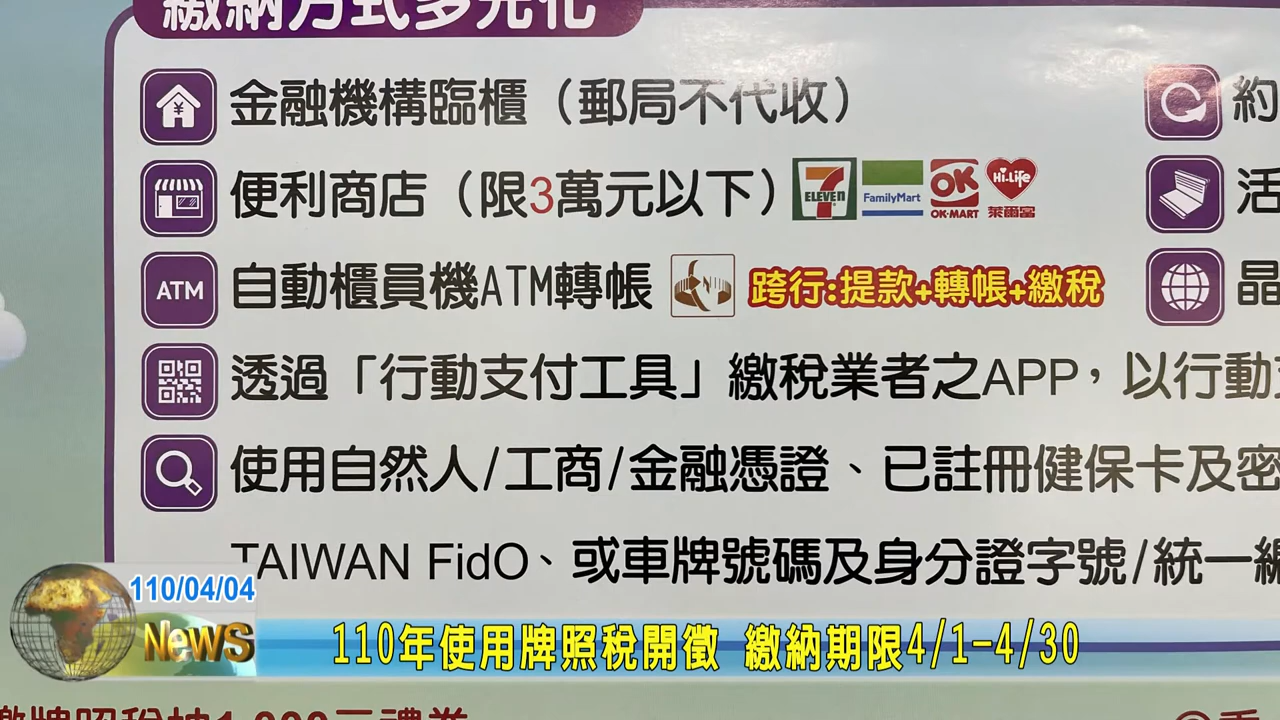 繳納方式多元化
金融機構臨櫃（郵局不代收）
約
便利商店（限3萬元以下）
7 ELEVEN
FamilyMart
OK
OK·MART
Hi-Life
萊爾富
活
ATM
自動櫃員機ATM轉帳
跨行:提款+轉帳+繳稅
晶
透過「行動支付工具」繳稅業者之APP，以行動
使用自然人/工商/金融憑證、已註冊健保卡及密
TAIWAN FidO、或車牌號碼及身分證字號/統一編
110/04/04
NewS
110年使用牌照稅開徵 繳納期限4/1-4/30